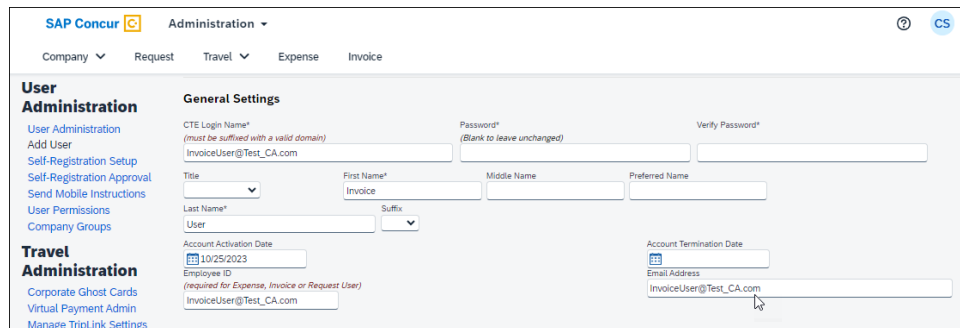 SAP Concur C Administration
CS
Company Request Travel Expense Invoice
User
Administration
User Administration
Add User
Self-Registration Setup
Self-Registration Approval
Send Mobile Instructions
User Permissions
Company Groups
Travel
Administration
Corporate Ghost Cards
Virtual Payment Admin
Manage TripLink Settings
General Settings
CTE Login Name* Password* Verify Password*
(must be suffixed with a valid domain) (Blank to leave unchanged)
InvoiceUser@Test_CA.com
Title First Name* Middle Name Preferred Name
Invoice
Last Name* Suffix
User
Account Activation Date Account Termination Date
10/25/2023
Employee ID Email Address
(required for Expense, Invoice or Request User) InvoiceUser@Test_CA.com
InvoiceUser@Test_CA.com